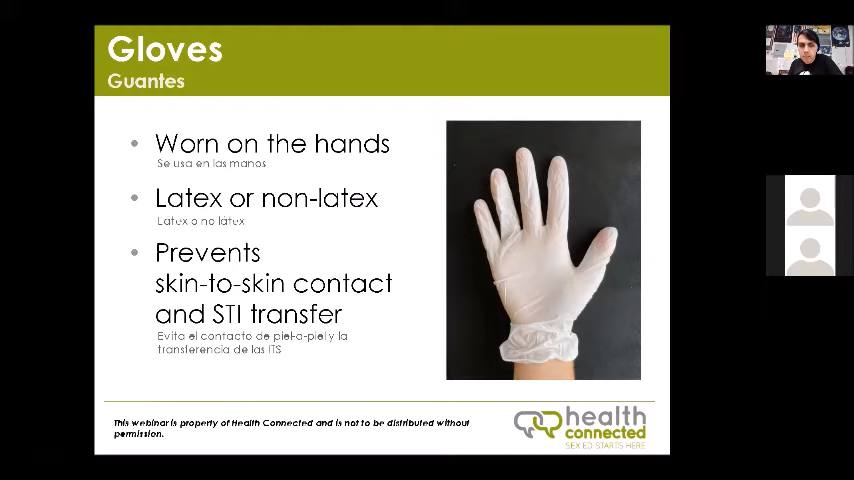 Gloves
Guantes
Worn on the hands
Se usa en las manos
Latex or non-latex
Látex o no látex
Prevents
skin-to-skin contact
and STI transfer
Evita el contacto de piel-a-piel y la
transferencia de las ITS
This webinar is property of Health Connected and is not to be distributed without
permission.
health
connected
SEX ED STARTS HERE